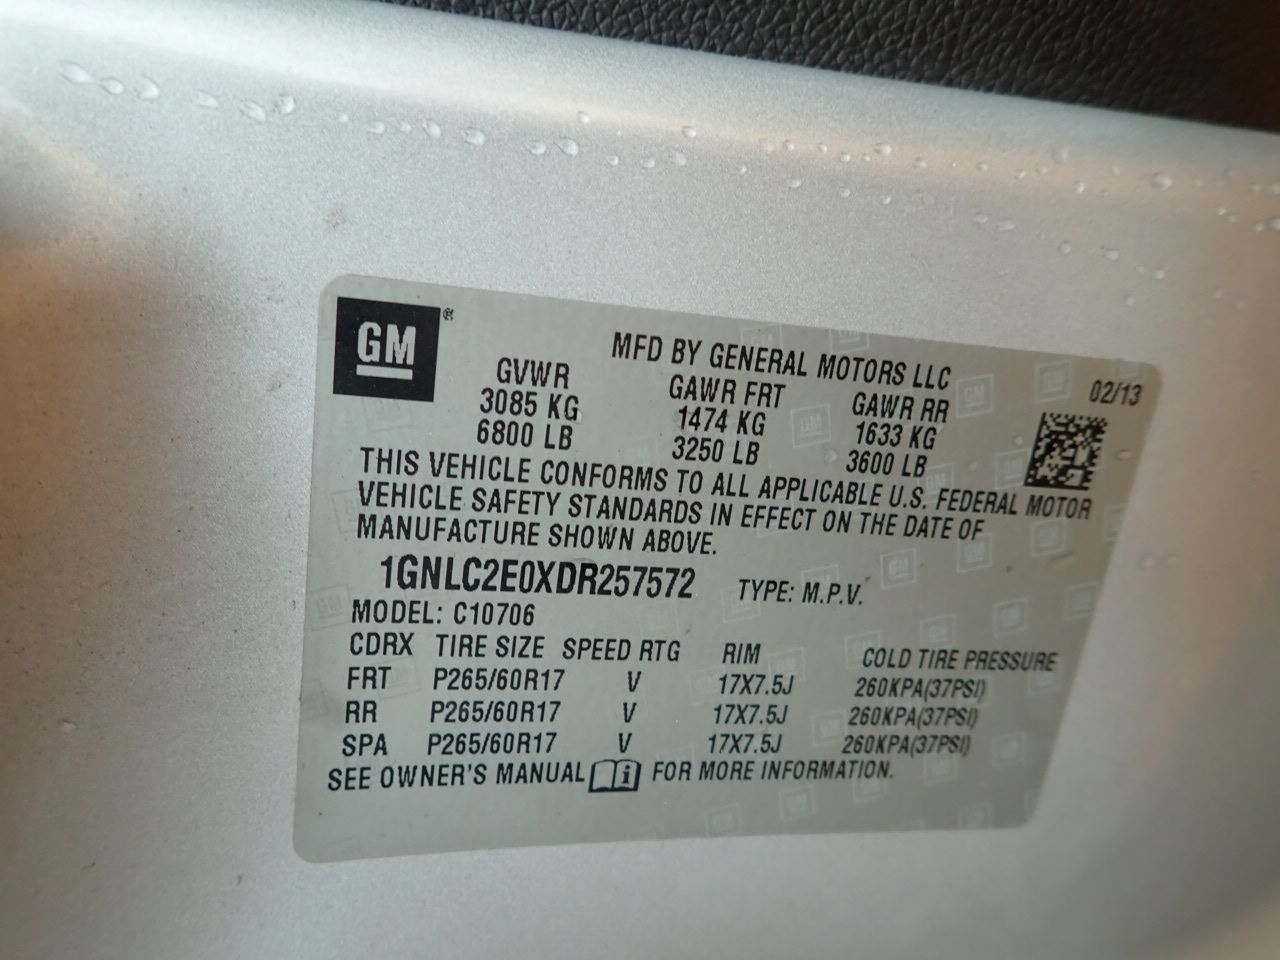 GM®
MFD BY GENERAL MOTORS LLC
02/13
GVWR GAWR FRT GAWR RR
3085 KG 1474 KG 1633 KG
6800 LB 3250 LB 3600 LB
THIS VEHICLE CONFORMS TO ALL APPLICABLE U.S. FEDERAL MOTOR
VEHICLE SAFETY STANDARDS IN EFFECT ON THE DATE OF
MANUFACTURE SHOWN ABOVE.
1GNLC2E0XDR257572 TYPE: M.P.V.
MODEL: C10706
CDRX TIRE SIZE SPEED RTG RIM COLD TIRE PRESSURE
FRT P265/60R17 V 17X7.5J 260KPA(37PSI)
RR P265/60R17 V 17X7.5J 260KPA(37PSI)
SPA P265/60R17 V 17X7.5J 260KPA(37PSI)
SEE OWNER'S MANUAL i FOR MORE INFORMATION.